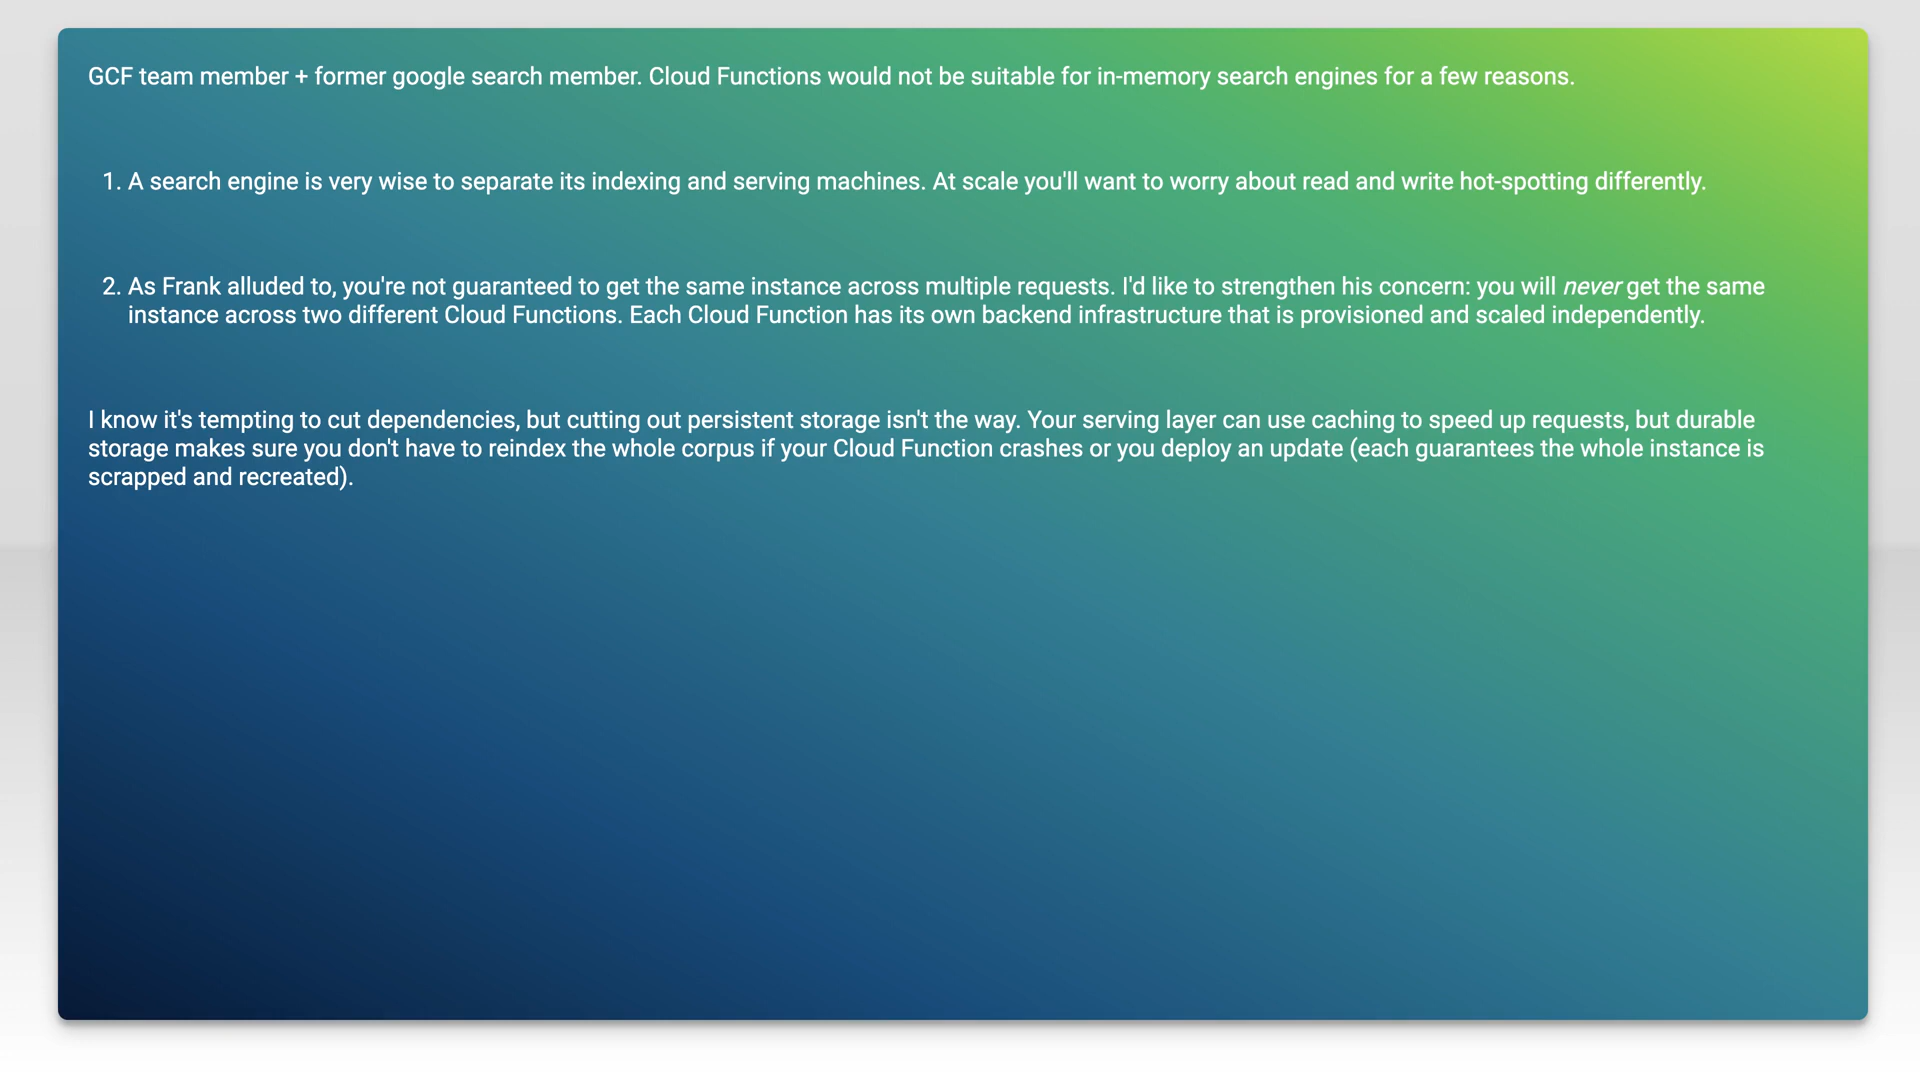 GCF team member + former google search member. Cloud Functions would not be suitable for in-memory search engines for a few reasons.
1. A search engine is very wise to separate its indexing and serving machines. At scale you'll want to worry about read and write hot-spotting differently.
2. As Frank alluded to, you're not guaranteed to get the same instance across multiple requests. I'd like to strengthen his concern: you will never get the same
instance across two different Cloud Functions. Each Cloud Function has its own backend infrastructure that is provisioned and scaled independently.
I know it's tempting to cut dependencies, but cutting out persistent storage isn't the way. Your serving layer can use caching to speed up requests, but durable
storage makes sure you don't have to reindex the whole corpus if your Cloud Function crashes or you deploy an update (each guarantees the whole instance is
scrapped and recreated).